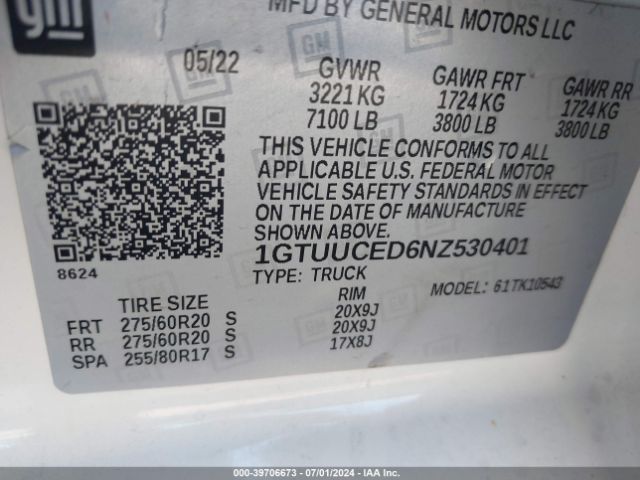 gm
MFD BY GENERAL MOTORS LLC
05/22 GVWR GAWR FRT GAWR RR
3221 KG 1724 KG 1724 KG
7100 LB 3800 LB 3800 LB
THIS VEHICLE CONFORMS TO ALL
APPLICABLE U.S. FEDERAL MOTOR
VEHICLE SAFETY STANDARDS IN EFFECT
ON THE DATE OF MANUFACTURE
SHOWN ABOVE.
8624 1GTUUCED6NZ530401
TYPE: TRUCK MODEL: 61TK10543
TIRE SIZE RIM
FRT 275/60R20 S 20X9J
RR 275/60R20 S 20X9J
SPA 255/80R17 S 17X8J
000-39706673 - 07/01/2024 - IAA Inc.